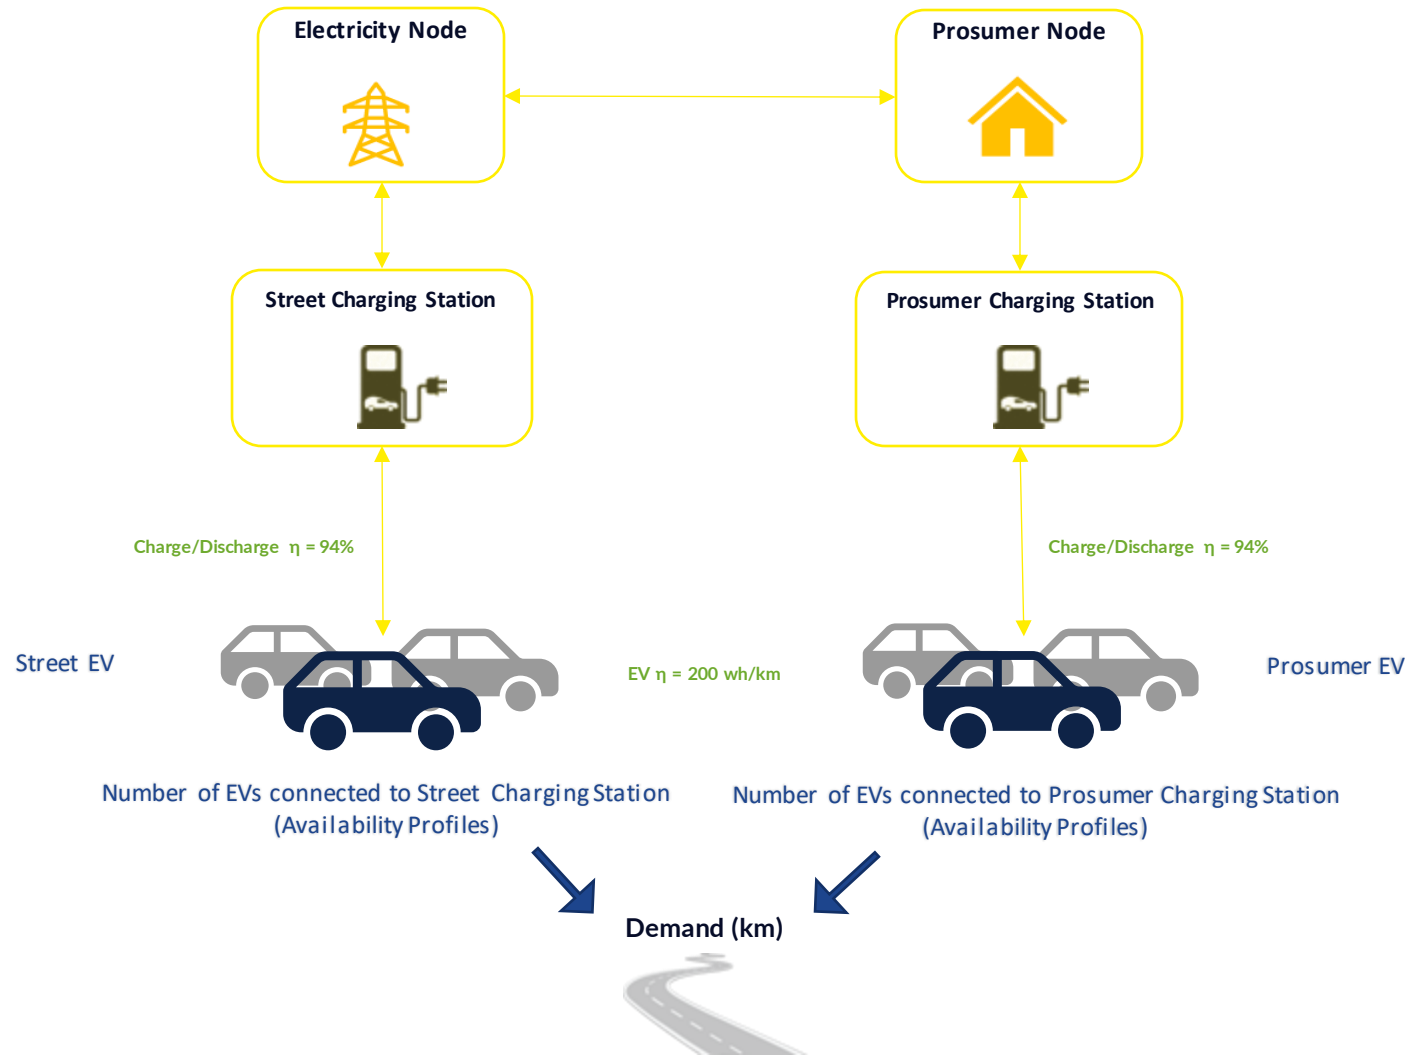 Electricity Node
Prosumer Node
Street Charging Station
Prosumer Charging Station
Charge/Discharge η = 94%
Charge/Discharge η = 94%
Street EV
EV η = 200 wh/km
Prosumer EV
Number of EVs connected to Street Charging Station
(Availability Profiles)
Number of EVs connected to Prosumer Charging Station
(Availability Profiles)
Demand (km)